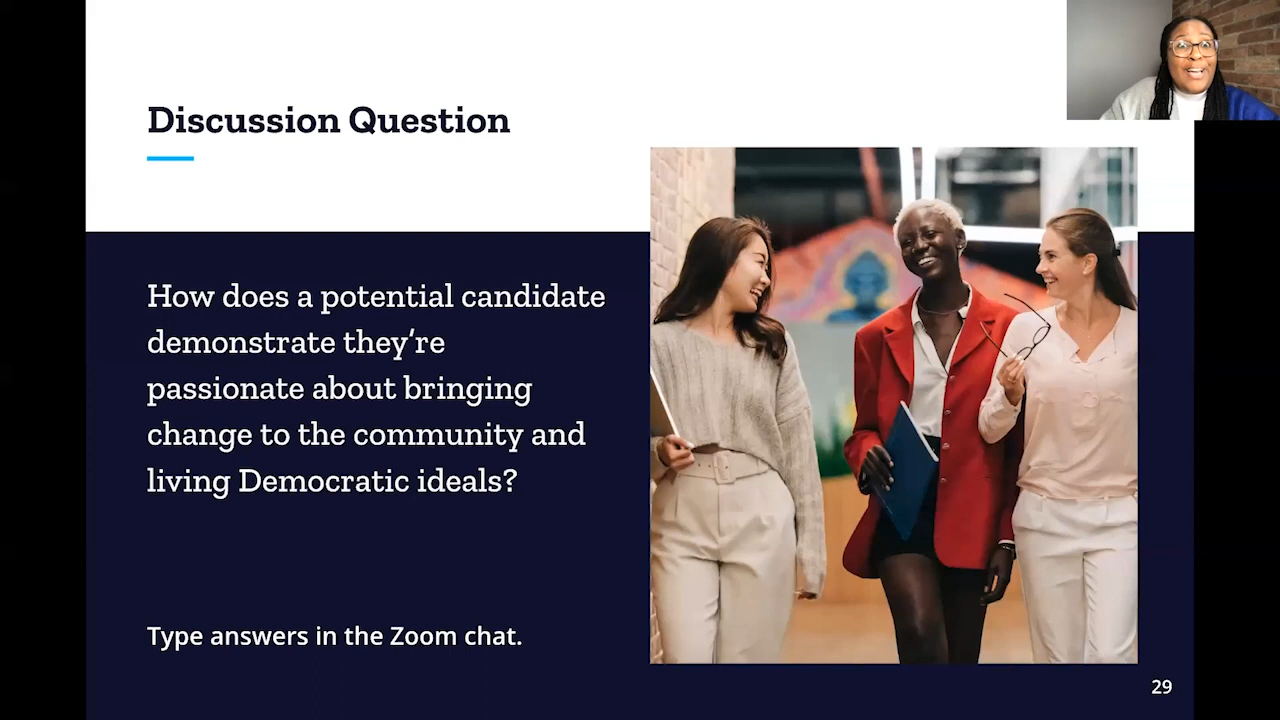 Discussion Question
How does a potential candidate
demonstrate they’re
passionate about bringing
change to the community and
living Democratic ideals?
Type answers in the Zoom chat.
29